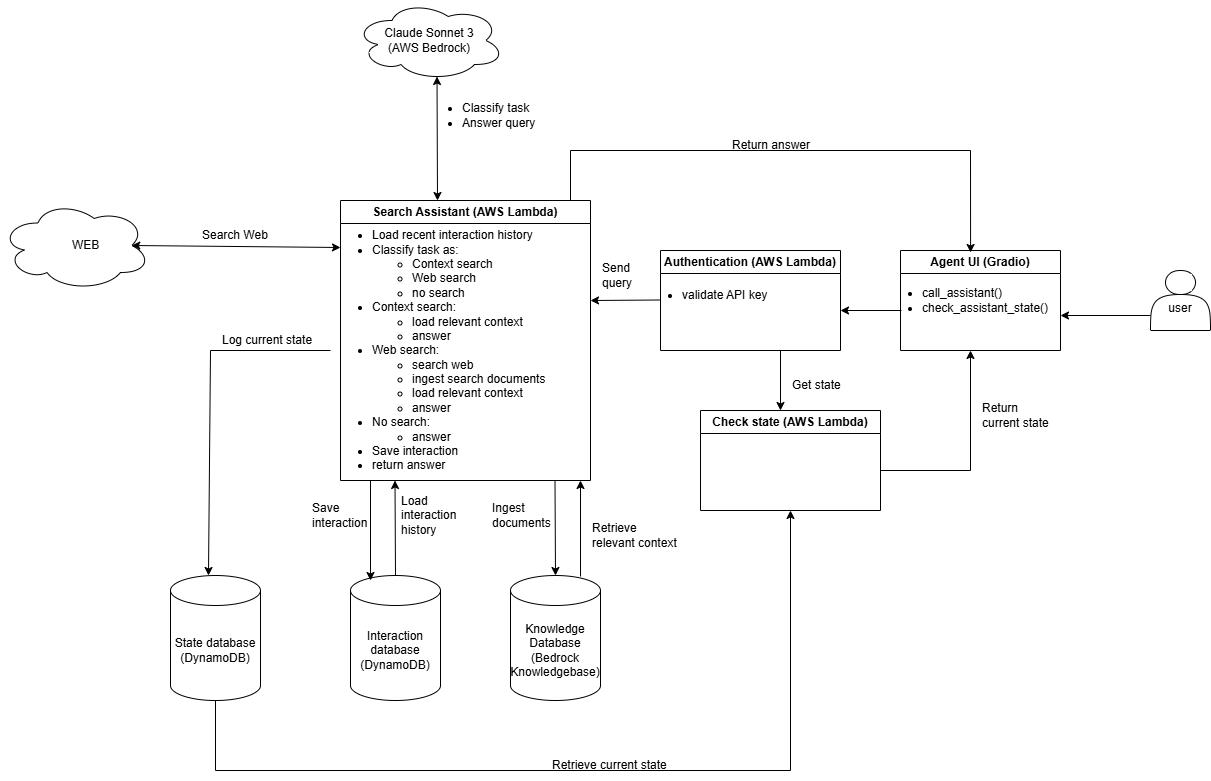 Claude Sonnet 3
(AWS Bedrock)
Classify task
Answer query
Return answer
WEB
Search Web
Search Assistant (AWS Lambda)
Load recent interaction history
Classify task as:
Context search
Web search
no search
Context search:
load relevant context
answer
Web search:
search web
ingest search documents
load relevant context
answer
No search:
answer
Save interaction
return answer
Send
query
Authentication (AWS Lambda)
validate API key
Agent UI (Gradio)
call_assistant()
check_assistant_state()
user
Log current state
Get state
Check state (AWS Lambda)
Return
current state
Save
interaction
Load
interaction
history
Ingest
documents
Retrieve
relevant context
State database
(DynamoDB)
Interaction
database
(DynamoDB)
Knowledge
Database
(Bedrock
Knowledgebase)
Retrieve current state